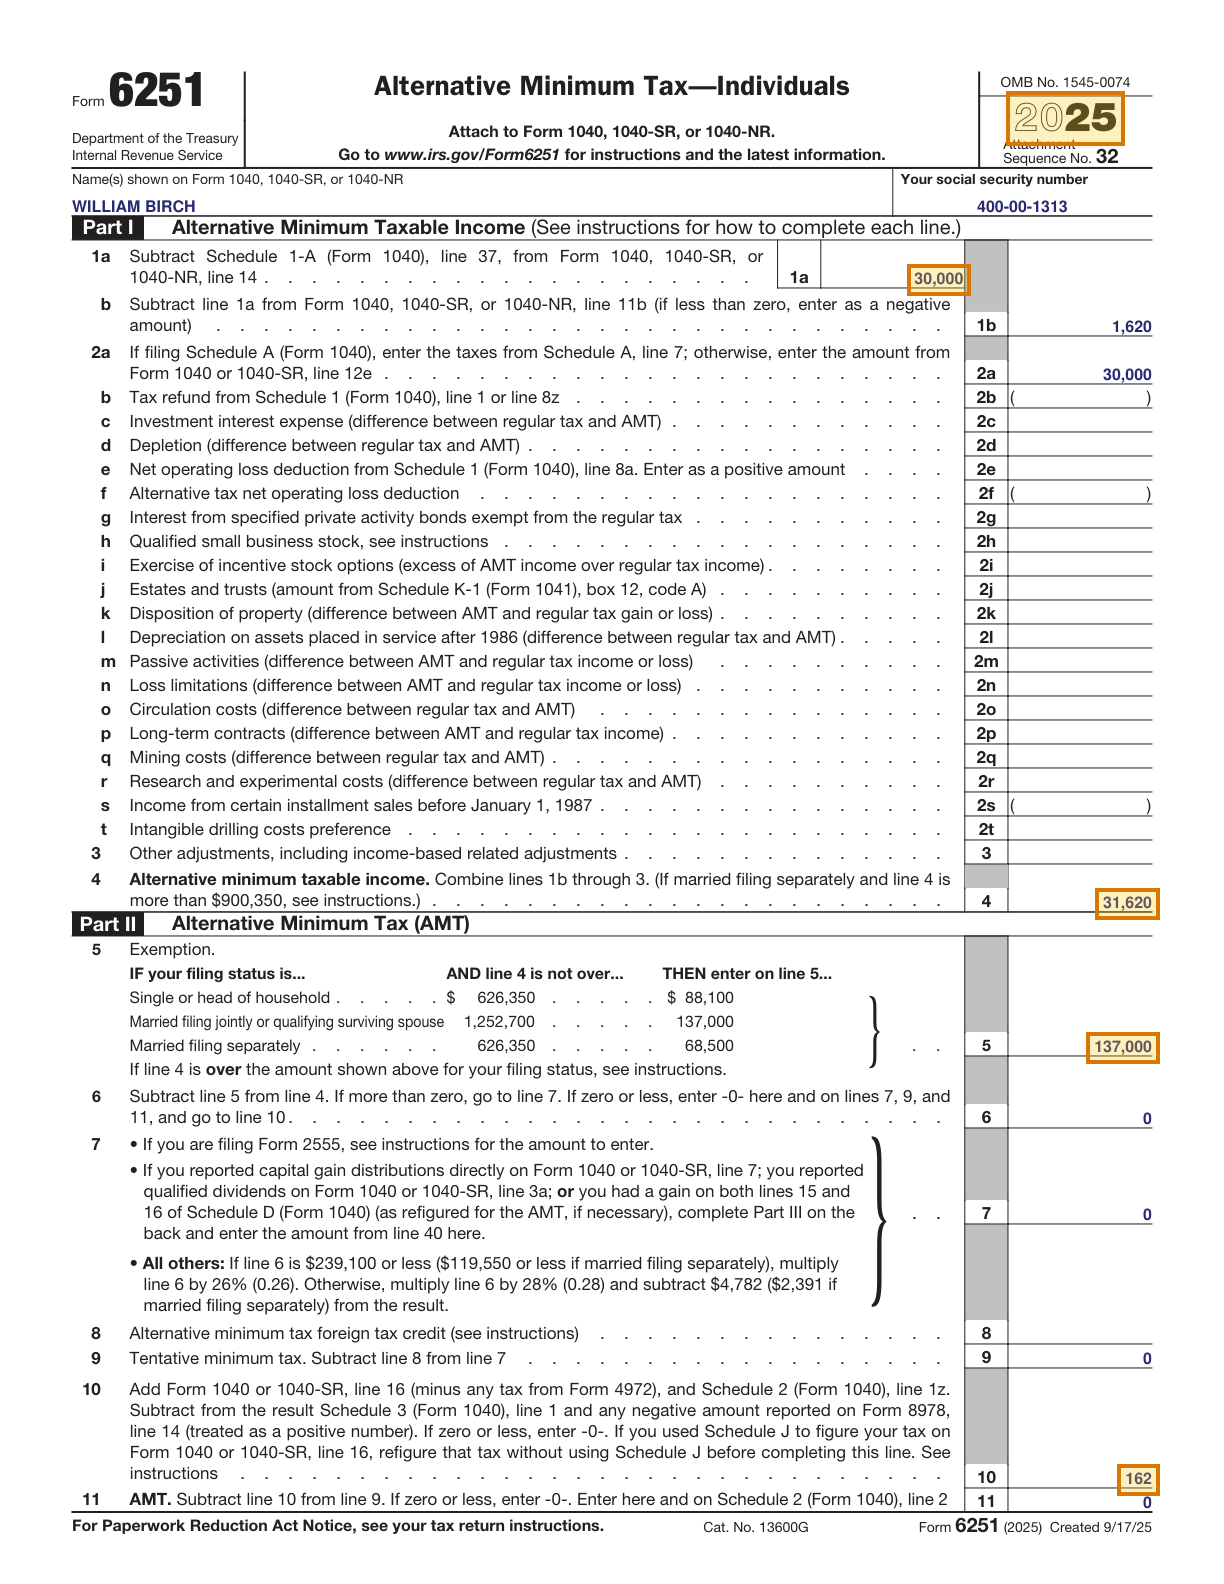 Form 6251
Department of the Treasury
Internal Revenue Service
Alternative Minimum Tax—Individuals
Attach to Form 1040, 1040-SR, or 1040-NR.
Go to www.irs.gov/Form6251 for instructions and the latest information.
OMB No. 1545-0074
2025
Attachment
Sequence No. 32
Name(s) shown on Form 1040, 1040-SR, or 1040-NR
Your social security number
WILLIAM BIRCH
400-00-1313
Part I Alternative Minimum Taxable Income (See instructions for how to complete each line.)
1a Subtract Schedule 1-A (Form 1040), line 37, from Form 1040, 1040-SR, or
1040-NR, line 14 . . . . . . . . . . . . . . . . . . . . . 1a 30,000
b Subtract line 1a from Form 1040, 1040-SR, or 1040-NR, line 11b (if less than zero, enter as a negative
amount) . . . . . . . . . . . . . . . . . . . . . . . . . . . . . . . 1b 1,620
2a If filing Schedule A (Form 1040), enter the taxes from Schedule A, line 7; otherwise, enter the amount from
Form 1040 or 1040-SR, line 12e . . . . . . . . . . . . . . . . . . . . . . . . 2a 30,000
b Tax refund from Schedule 1 (Form 1040), line 1 or line 8z . . . . . . . . . . . . . . . . 2b ( )
c Investment interest expense (difference between regular tax and AMT) . . . . . . . . . . . . 2c
d Depletion (difference between regular tax and AMT) . . . . . . . . . . . . . . . . . . 2d
e Net operating loss deduction from Schedule 1 (Form 1040), line 8a. Enter as a positive amount . . . . 2e
f Alternative tax net operating loss deduction . . . . . . . . . . . . . . . . . . . . 2f ( )
g Interest from specified private activity bonds exempt from the regular tax . . . . . . . . . . . 2g
h Qualified small business stock, see instructions . . . . . . . . . . . . . . . . . . . 2h
i Exercise of incentive stock options (excess of AMT income over regular tax income) . . . . . . . . 2i
j Estates and trusts (amount from Schedule K-1 (Form 1041), box 12, code A) . . . . . . . . . . 2j
k Disposition of property (difference between AMT and regular tax gain or loss) . . . . . . . . . . 2k
l Depreciation on assets placed in service after 1986 (difference between regular tax and AMT) . . . . . 2l
m Passive activities (difference between AMT and regular tax income or loss) . . . . . . . . . . 2m
n Loss limitations (difference between AMT and regular tax income or loss) . . . . . . . . . . . 2n
o Circulation costs (difference between regular tax and AMT) . . . . . . . . . . . . . . . 2o
p Long-term contracts (difference between AMT and regular tax income) . . . . . . . . . . . . 2p
q Mining costs (difference between regular tax and AMT) . . . . . . . . . . . . . . . . . 2q
r Research and experimental costs (difference between regular tax and AMT) . . . . . . . . . . 2r
s Income from certain installment sales before January 1, 1987 . . . . . . . . . . . . . . . 2s ( )
t Intangible drilling costs preference . . . . . . . . . . . . . . . . . . . . . . . 2t
3 Other adjustments, including income-based related adjustments . . . . . . . . . . . . . . 3
4 Alternative minimum taxable income. Combine lines 1b through 3. (If married filing separately and line 4 is
more than $900,350, see instructions.) . . . . . . . . . . . . . . . . . . . . . . 4 31,620
Part II Alternative Minimum Tax (AMT)
5 Exemption.
IF your filing status is... AND line 4 is not over... THEN enter on line 5...
Single or head of household . . . . . $ 626,350 . . . . . $ 88,100
Married filing jointly or qualifying surviving spouse 1,252,700 . . . . . 137,000
Married filing separately . . . . . . 626,350 . . . . . 68,500 . . 5 137,000
If line 4 is over the amount shown above for your filing status, see instructions.
6 Subtract line 5 from line 4. If more than zero, go to line 7. If zero or less, enter -0- here and on lines 7, 9, and
11, and go to line 10 . . . . . . . . . . . . . . . . . . . . . . . . . . . . 6 0
7 • If you are filing Form 2555, see instructions for the amount to enter.
• If you reported capital gain distributions directly on Form 1040 or 1040-SR, line 7; you reported
qualified dividends on Form 1040 or 1040-SR, line 3a; or you had a gain on both lines 15 and
16 of Schedule D (Form 1040) (as refigured for the AMT, if necessary), complete Part III on the . . 7 0
back and enter the amount from line 40 here.
• All others: If line 6 is $239,100 or less ($119,550 or less if married filing separately), multiply
line 6 by 26% (0.26). Otherwise, multiply line 6 by 28% (0.28) and subtract $4,782 ($2,391 if
married filing separately) from the result.
8 Alternative minimum tax foreign tax credit (see instructions) . . . . . . . . . . . . . . . 8
9 Tentative minimum tax. Subtract line 8 from line 7 . . . . . . . . . . . . . . . . . . 9 0
10 Add Form 1040 or 1040-SR, line 16 (minus any tax from Form 4972), and Schedule 2 (Form 1040), line 1z.
Subtract from the result Schedule 3 (Form 1040), line 1 and any negative amount reported on Form 8978,
line 14 (treated as a positive number). If zero or less, enter -0-. If you used Schedule J to figure your tax on
Form 1040 or 1040-SR, line 16, refigure that tax without using Schedule J before completing this line. See
instructions . . . . . . . . . . . . . . . . . . . . . . . . . . . . . . 10 162
11 AMT. Subtract line 10 from line 9. If zero or less, enter -0-. Enter here and on Schedule 2 (Form 1040), line 2 11 0
For Paperwork Reduction Act Notice, see your tax return instructions. Cat. No. 13600G Form 6251 (2025) Created 9/17/25